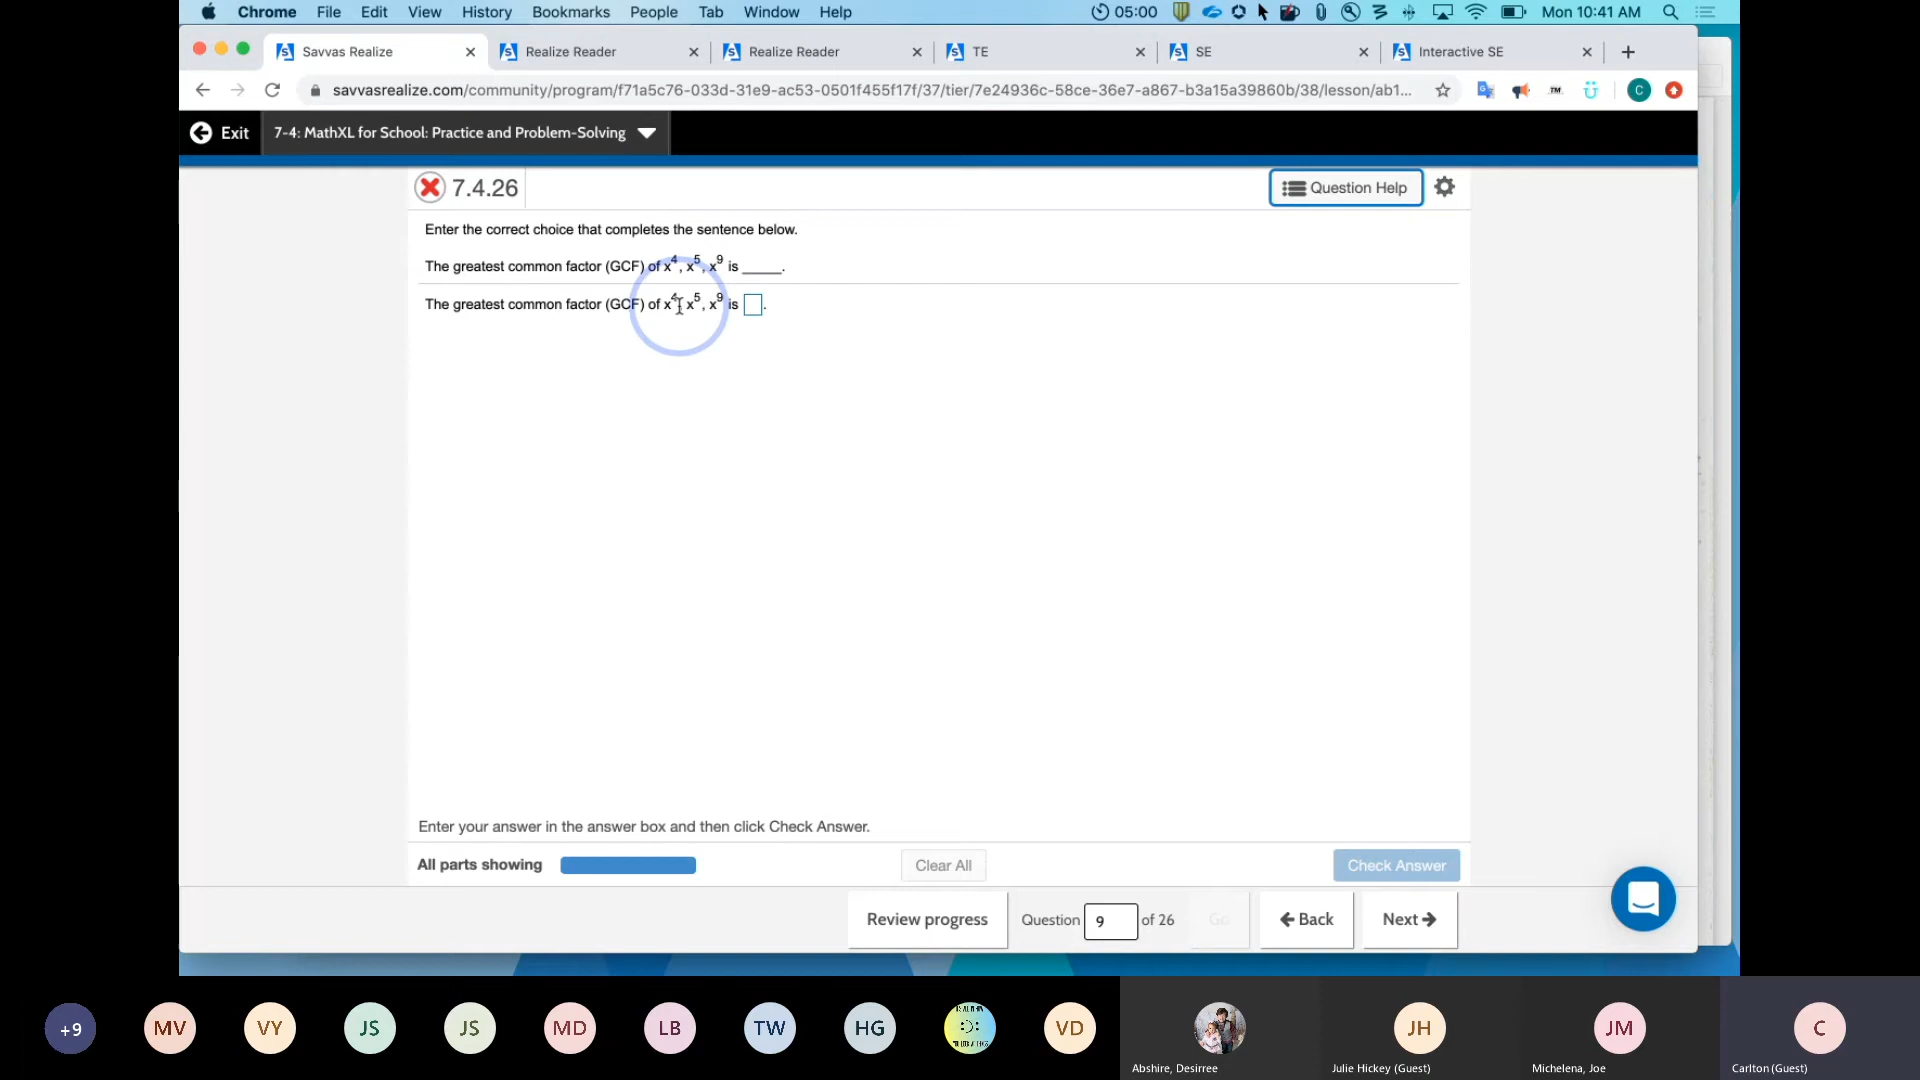 Chrome File Edit View History Bookmarks People Tab Window Help 05:00 Mon 10:41 AM
Savvas Realize Realize Reader Realize Reader TE SE Interactive SE
savvasrealize.com/community/program/f71a5c76-033d-31e9-ac53-0501f455f17f/37/tier/7e24936c-58ce-36e7-a867-b3a15a39860b/38/lesson/ab1... TM C
Exit 7-4: MathXL for School: Practice and Problem-Solving
7.4.26 Question Help
Enter the correct choice that completes the sentence below.
The greatest common factor (GCF) of x⁴, x⁵, x⁹ is _____.
The greatest common factor (GCF) of x⁴, x⁵, x⁹ is .
Enter your answer in the answer box and then click Check Answer.
All parts showing Clear All Check Answer
Review progress Question 9 of 26 Go Back Next
+9 MV VY JS JS MD LB TW HG VD JH JM C
Abshire, Desirree Julie Hickey (Guest) Michelena, Joe Carlton (Guest)